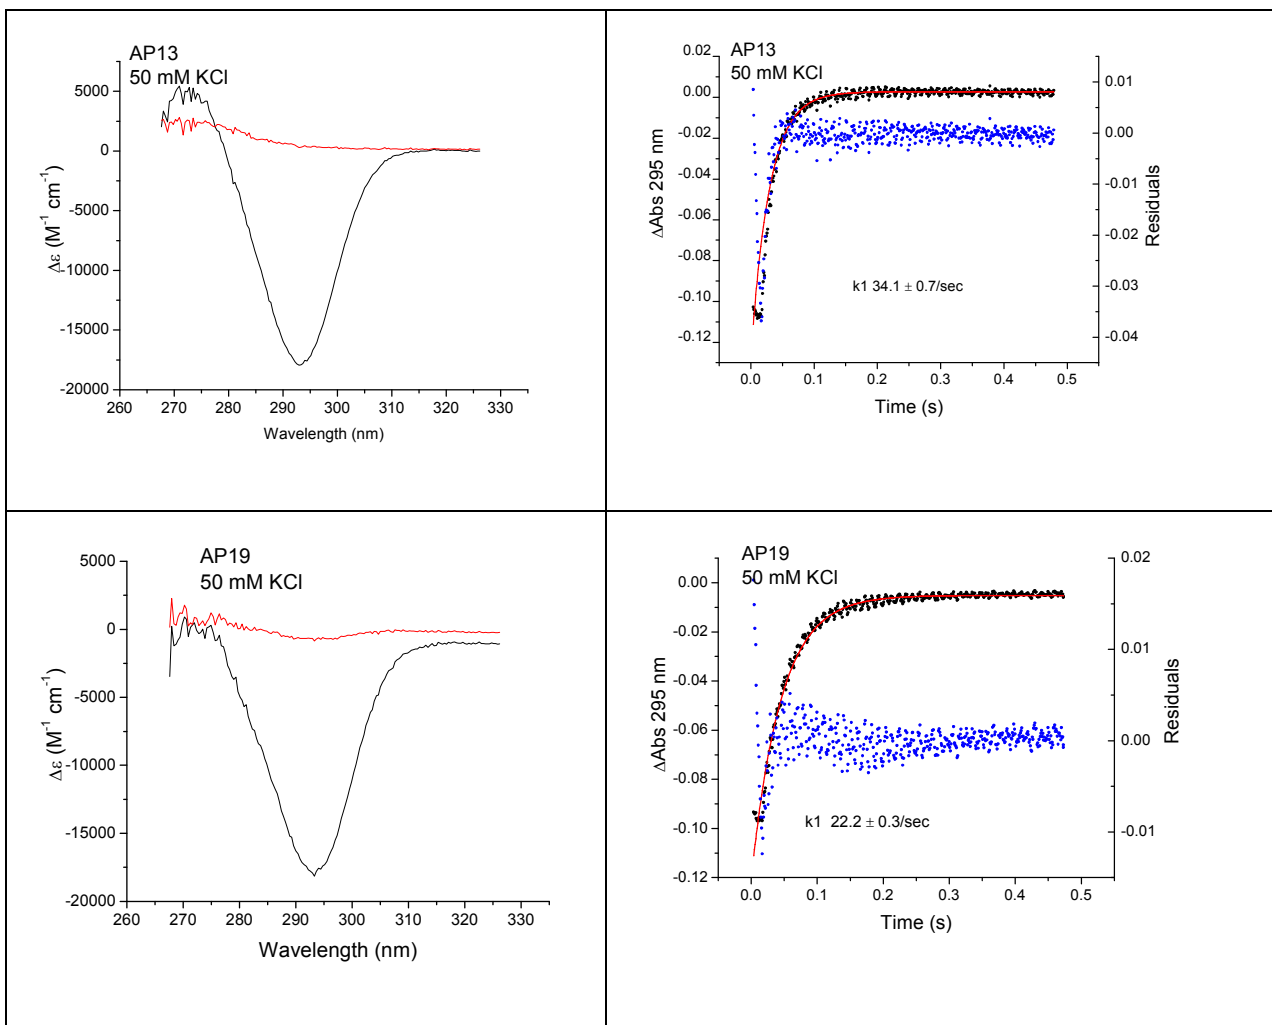 AP13
50 mM KCl
5000
0
-5000
-10000
-15000
-20000
260 270 280 290 300 310 320 330
Δε (M⁻¹ cm⁻¹)
Wavelength (nm)
AP13
50 mM KCl
0.02
0.00
-0.02
-0.04
-0.06
-0.08
-0.10
-0.12
0.01
0.00
-0.01
-0.02
-0.03
-0.04
k1 34.1 ± 0.7/sec
0.0 0.1 0.2 0.3 0.4 0.5
ΔAbs 295 nm
Residuals
Time (s)
AP19
50 mM KCl
5000
0
-5000
-10000
-15000
-20000
260 270 280 290 300 310 320 330
Δε (M⁻¹ cm⁻¹)
Wavelength (nm)
AP19
50 mM KCl
0.00
-0.02
-0.04
-0.06
-0.08
-0.10
-0.12
0.02
0.01
0.00
-0.01
k1 22.2 ± 0.3/sec
0.0 0.1 0.2 0.3 0.4 0.5
ΔAbs 295 nm
Residuals
Time (s)